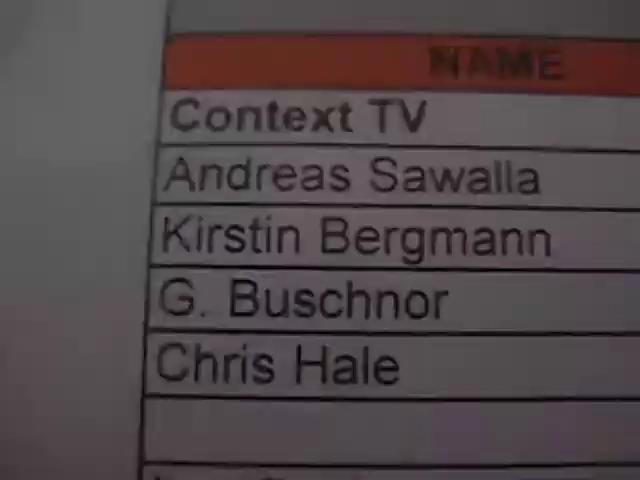 NAME
Context TV
Andreas Sawalla
Kirstin Bergmann
G. Buschnor
Chris Hale